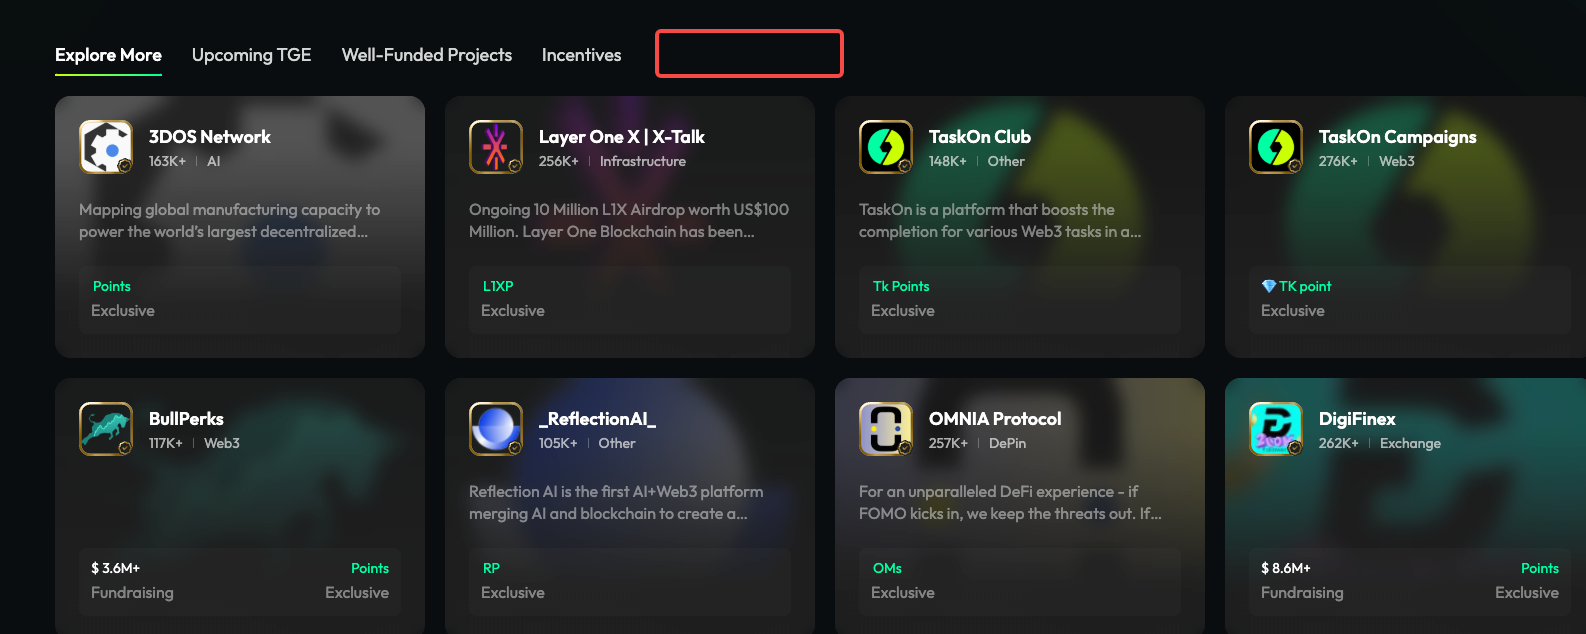 Explore More Upcoming TGE Well-Funded Projects Incentives
3DOS Network
163K+ | AI
Mapping global manufacturing capacity to
power the world's largest decentralized...
Points
Exclusive
Layer One X | X-Talk
256K+ | Infrastructure
Ongoing 10 Million L1X Airdrop worth US$100
Million. Layer One Blockchain has been...
L1XP
Exclusive
TaskOn Club
148K+ | Other
TaskOn is a platform that boosts the
completion for various Web3 tasks in a...
Tk Points
Exclusive
TaskOn Campaigns
276K+ | Web3
💎TK point
Exclusive
BullPerks
117K+ | Web3
$ 3.6M+ Points
Fundraising Exclusive
_ReflectionAI_
105K+ | Other
Reflection AI is the first AI+Web3 platform
merging AI and blockchain to create a...
RP
Exclusive
OMNIA Protocol
257K+ | DePin
For an unparalleled DeFi experience - if
FOMO kicks in, we keep the threats out. If...
OMs
Exclusive
DigiFinex
262K+ | Exchange
$ 8.6M+ Points
Fundraising Exclusive